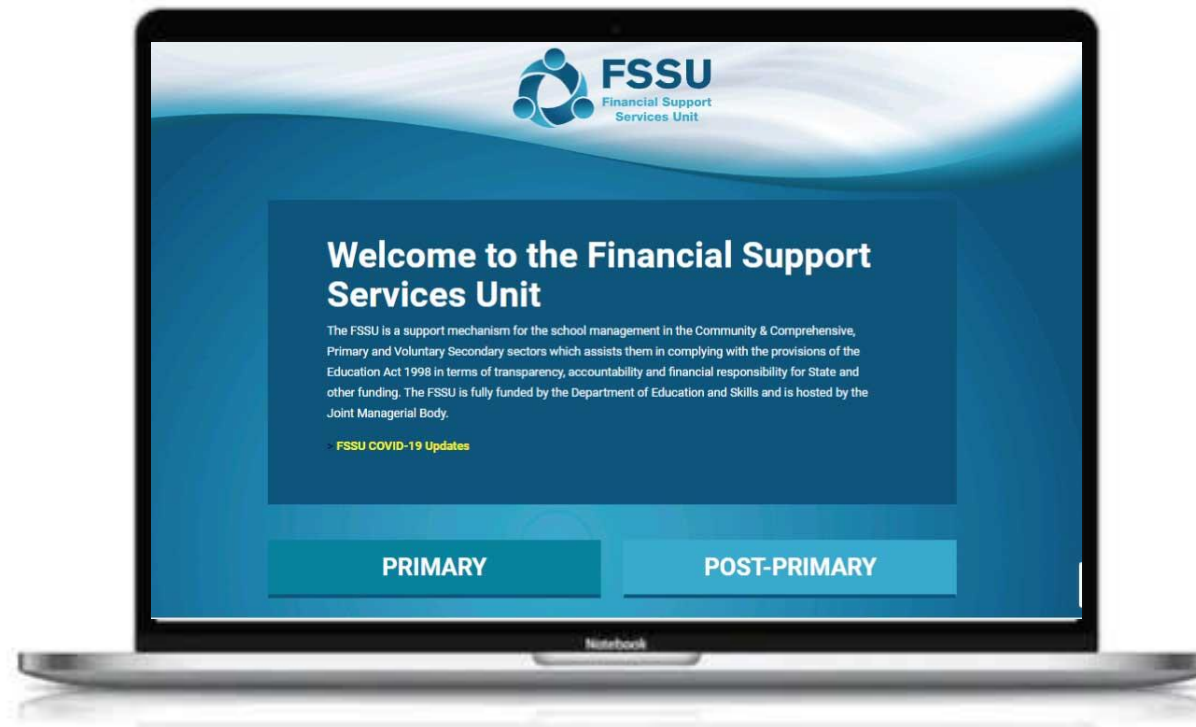 FSSU
Financial Support
Services Unit
Welcome to the Financial Support
Services Unit
The FSSU is a support mechanism for the school management in the Community & Comprehensive,
Primary and Voluntary Secondary sectors which assists them in complying with the provisions of the
Education Act 1998 in terms of transparency, accountability and financial responsibility for State and
other funding. The FSSU is fully funded by the Department of Education and Skills and is hosted by the
Joint Managerial Body.
> FSSU COVID-19 Updates
PRIMARY POST-PRIMARY
Notebook